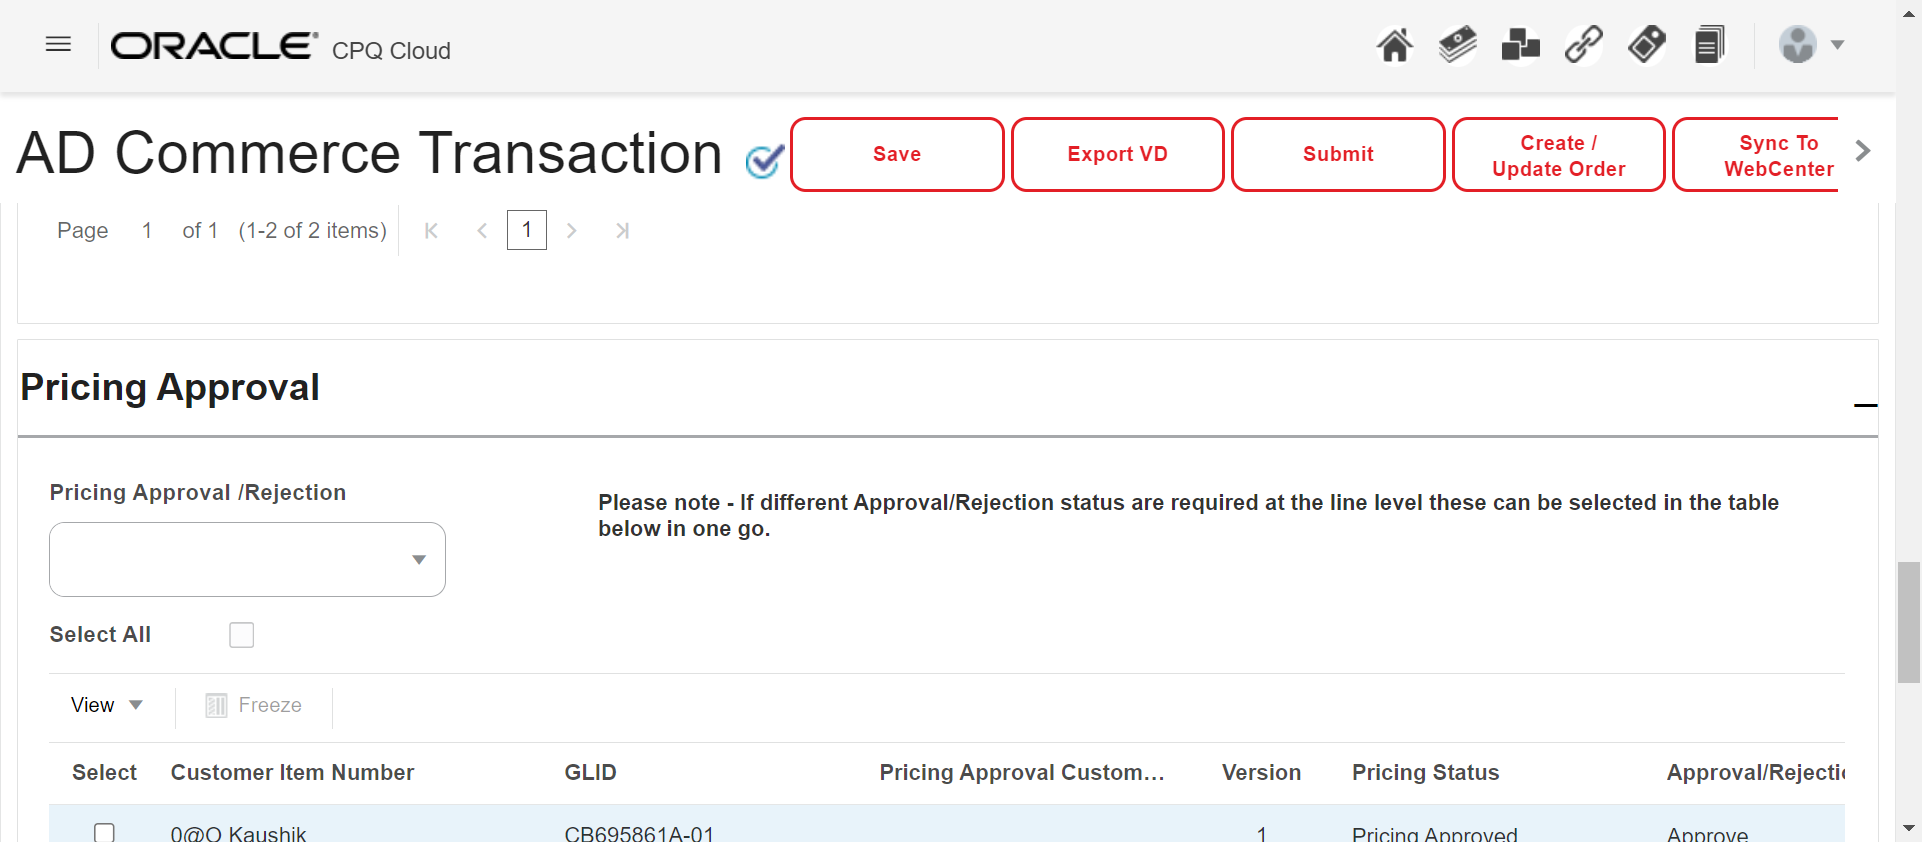 ORACLE® CPQ Cloud
AD Commerce Transaction
Save
Export VD
Submit
Create /
Update Order
Sync To
WebCenter
Page 1 of 1 (1-2 of 2 items) 1
Pricing Approval
Pricing Approval /Rejection
Please note - If different Approval/Rejection status are required at the line level these can be selected in the table
below in one go.
Select All
View Freeze
Select Customer Item Number GLID Pricing Approval Custom... Version Pricing Status Approval/Rejectio
0@O Kaushik CB695861A-01 1 Pricing Approved Approve